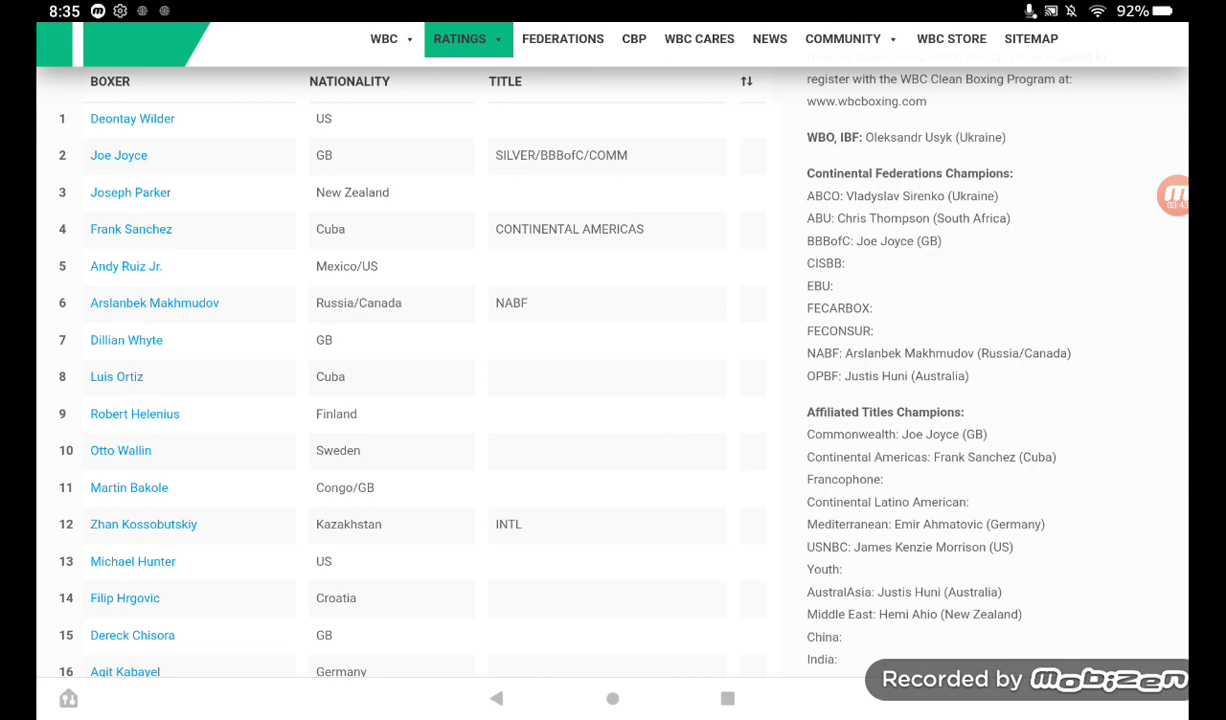 8:35
92%
WBC RATINGS FEDERATIONS CBP WBC CARES NEWS COMMUNITY WBC STORE SITEMAP
BOXER NATIONALITY TITLE
1 Deontay Wilder US
2 Joe Joyce GB SILVER/BBBofC/COMM
3 Joseph Parker New Zealand
4 Frank Sanchez Cuba CONTINENTAL AMERICAS
5 Andy Ruiz Jr. Mexico/US
6 Arslanbek Makhmudov Russia/Canada NABF
7 Dillian Whyte GB
8 Luis Ortiz Cuba
9 Robert Helenius Finland
10 Otto Wallin Sweden
11 Martin Bakole Congo/GB
12 Zhan Kossobutskiy Kazakhstan INTL
13 Michael Hunter US
14 Filip Hrgovic Croatia
15 Dereck Chisora GB
16 Agit Kabayel Germany
register with the WBC Clean Boxing Program at:
www.wbcboxing.com
WBO, IBF: Oleksandr Usyk (Ukraine)
Continental Federations Champions:
ABCO: Vladyslav Sirenko (Ukraine)
ABU: Chris Thompson (South Africa)
BBBofC: Joe Joyce (GB)
CISBB:
EBU:
FECARBOX:
FECONSUR:
NABF: Arslanbek Makhmudov (Russia/Canada)
OPBF: Justis Huni (Australia)
Affiliated Titles Champions:
Commonwealth: Joe Joyce (GB)
Continental Americas: Frank Sanchez (Cuba)
Francophone:
Continental Latino American:
Mediterranean: Emir Ahmatovic (Germany)
USNBC: James Kenzie Morrison (US)
Youth:
AustralAsia: Justis Huni (Australia)
Middle East: Hemi Ahio (New Zealand)
China:
India:
03:43
Recorded by mobizen